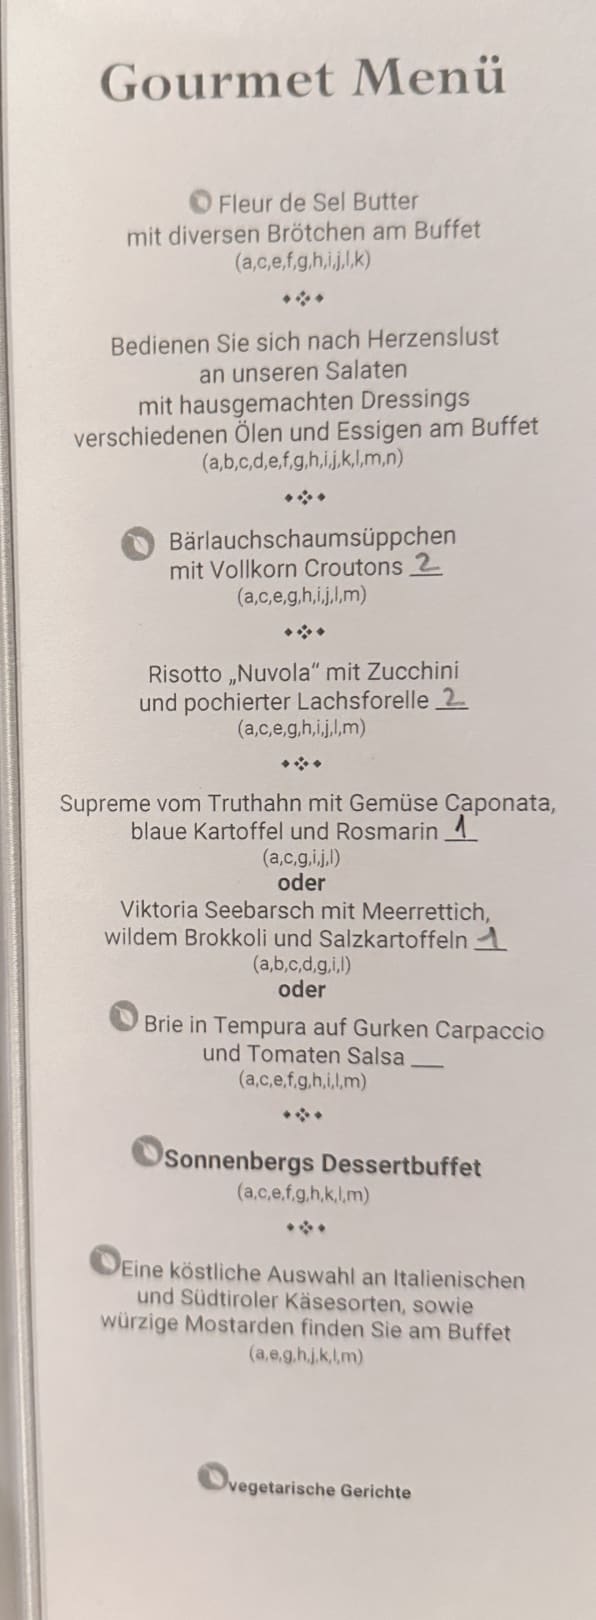 Gourmet Menü
Fleur de Sel Butter
mit diversen Brötchen am Buffet
(a,c,e,f,g,h,i,j,l,k)
Bedienen Sie sich nach Herzenslust
an unseren Salaten
mit hausgemachten Dressings
verschiedenen Ölen und Essigen am Buffet
(a,b,c,d,e,f,g,h,i,j,k,l,m,n)
Bärlauchschaumsüppchen
mit Vollkorn Croutons 2
(a,c,e,g,h,i,j,l,m)
Risotto „Nuvola“ mit Zucchini
und pochierter Lachsforelle 2
(a,c,e,g,h,i,j,l,m)
Supreme vom Truthahn mit Gemüse Caponata,
blaue Kartoffel und Rosmarin 1
(a,c,g,i,j,l)
oder
Viktoria Seebarsch mit Meerrettich,
wildem Brokkoli und Salzkartoffeln 1
(a,b,c,d,g,i,l)
oder
Brie in Tempura auf Gurken Carpaccio
und Tomaten Salsa ___
(a,c,e,f,g,h,i,l,m)
Sonnenbergs Dessertbuffet
(a,c,e,f,g,h,k,l,m)
Eine köstliche Auswahl an Italienischen
und Südtiroler Käsesorten, sowie
würzige Mostarden finden Sie am Buffet
(a,e,g,h,j,k,l,m)
vegetarische Gerichte